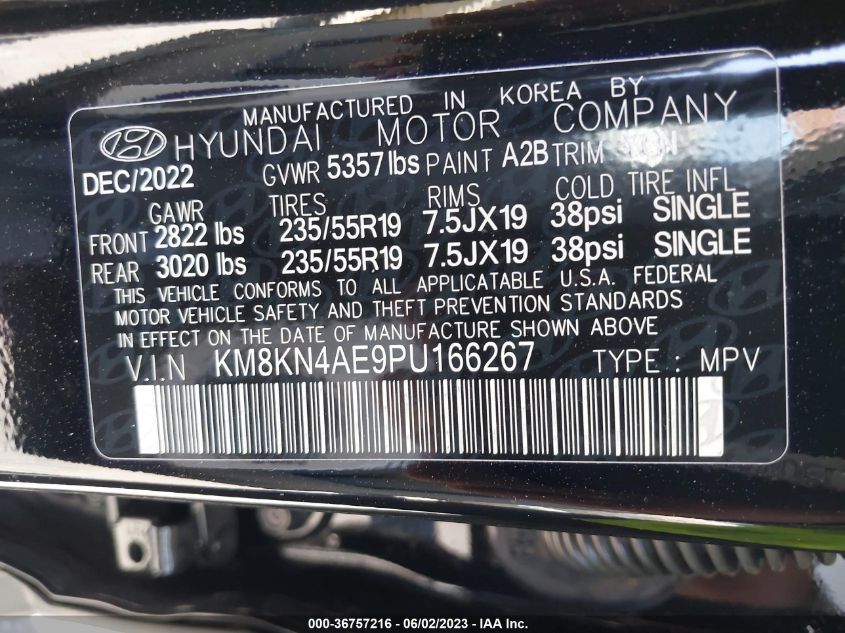 MANUFACTURED IN KOREA BY
HYUNDAI MOTOR COMPANY
DEC/2022 GVWR 5357 lbs PAINT A2B TRIM
GAWR TIRES RIMS COLD TIRE INFL
FRONT 2822 lbs 235/55R19 7.5JX19 38psi SINGLE
REAR 3020 lbs 235/55R19 7.5JX19 38psi SINGLE
THIS VEHICLE CONFORMS TO ALL APPLICATABLE U.S.A. FEDERAL
MOTOR VEHICLE SAFETY AND THEFT PREVENTION STANDARDS
IN EFFECT ON THE DATE OF MANUFACTURE SHOWN ABOVE
V.I.N KM8KN4AE9PU166267 TYPE : MPV
000-36757216 - 06/02/2023 - IAA Inc.